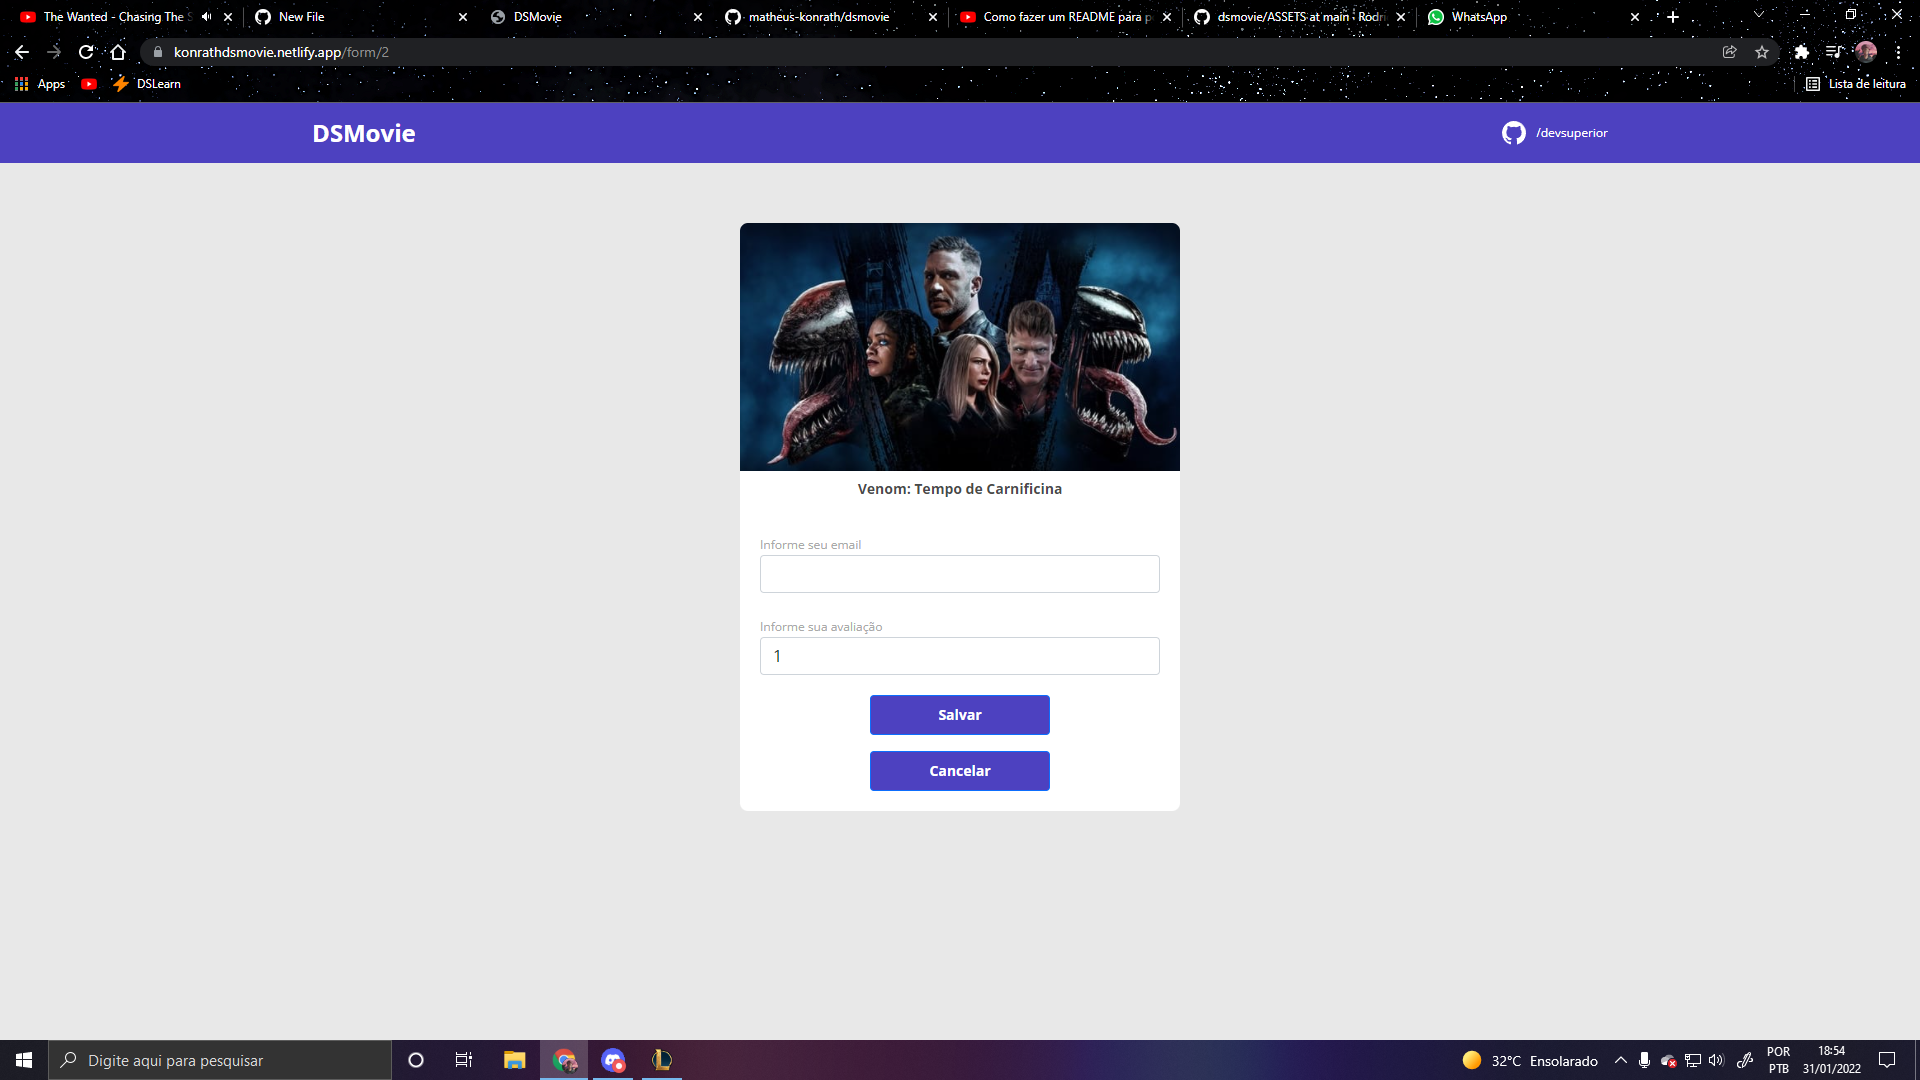 The Wanted - Chasing The S
New File
DSMovie
matheus-konrath/dsmovie
Como fazer um README para p
dsmovie/ASSETS at main · Rodri
WhatsApp
konrathdsmovie.netlify.app/form/2
Apps
DSLearn
Lista de leitura
DSMovie
/devsuperior
Venom: Tempo de Carnificina
Informe seu email
Informe sua avaliação
1
Salvar
Cancelar
Digite aqui para pesquisar
32°C Ensolarado
POR
PTB
18:54
31/01/2022